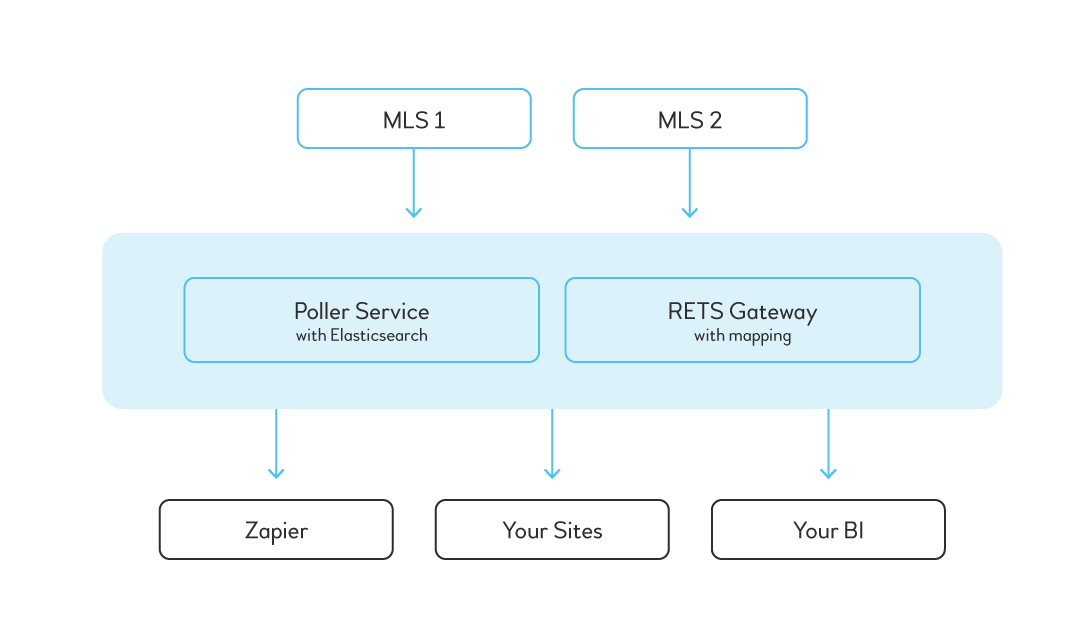 MLS 1
MLS 2
Poller Service
with Elasticsearch
RETS Gateway
with mapping
Zapier
Your Sites
Your BI